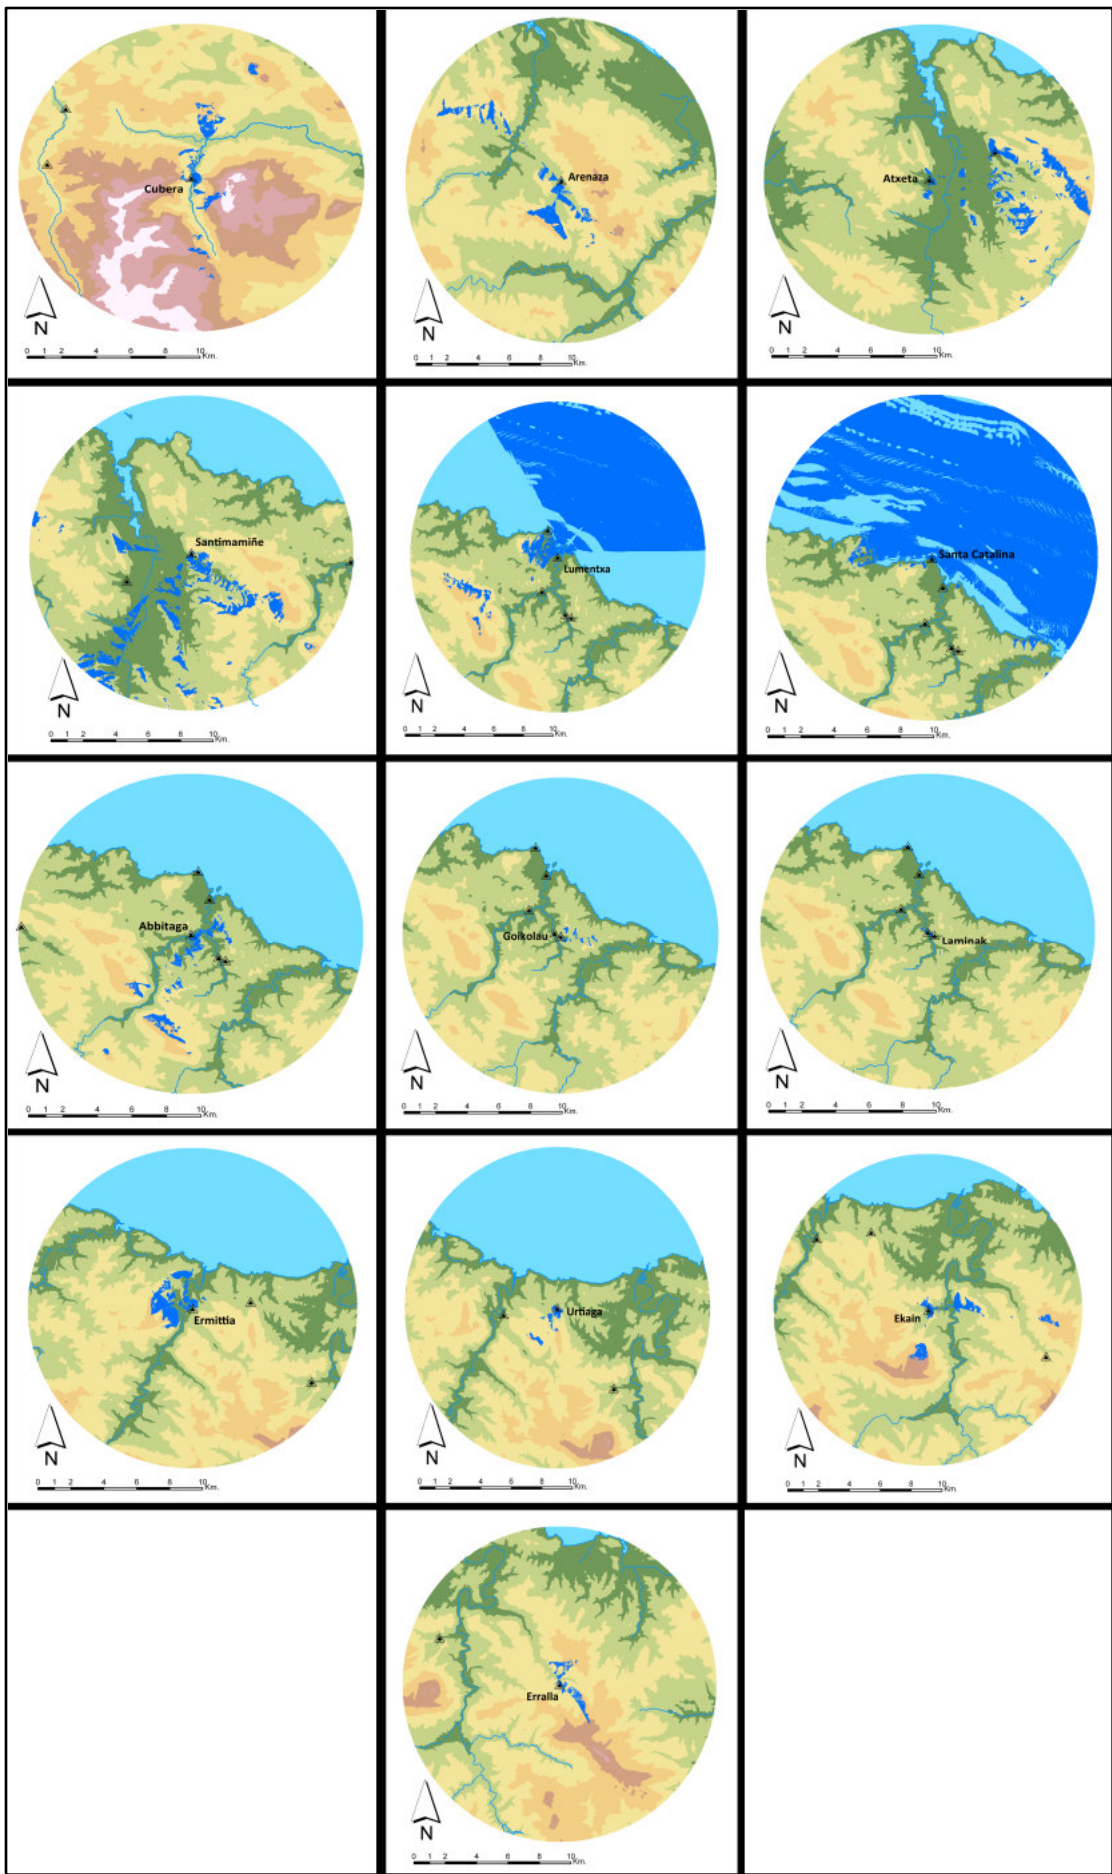 Cubera
N
0 1 2 4 6 8 10 Km.
Arenaza
N
0 1 2 4 6 8 10 Km.
Atxeta
N
0 1 2 4 6 8 10 Km.
Santimamiñe
N
0 1 2 4 6 8 10 Km.
Lumentxa
N
0 1 2 4 6 8 10 Km.
Santa Catalina
N
0 1 2 4 6 8 10 Km.
Abbitaga
N
0 1 2 4 6 8 10 Km.
Goikolau
N
0 1 2 4 6 8 10 Km.
Laminak
N
0 1 2 4 6 8 10 Km.
Ermittia
N
0 1 2 4 6 8 10 Km.
Urtiaga
N
0 1 2 4 6 8 10 Km.
Ekain
N
0 1 2 4 6 8 10 Km.
Erralla
N
0 1 2 4 6 8 10 Km.